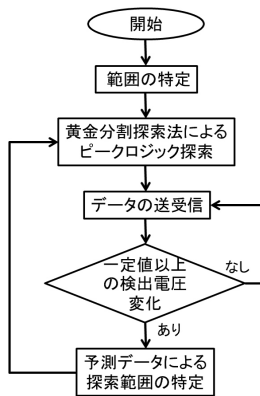 開始
範囲の特定
黄金分割探索法による
ピークロジック探索
データの送受信
一定値以上
の検出電圧
変化
なし
あり
予測データによる
探索範囲の特定